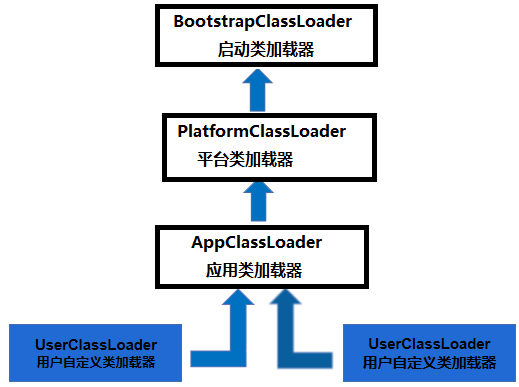 BootstrapClassLoader
启动类加载器
PlatformClassLoader
平台类加载器
AppClassLoader
应用类加载器
UserClassLoader
用户自定义类加载器
UserClassLoader
用户自定义类加载器